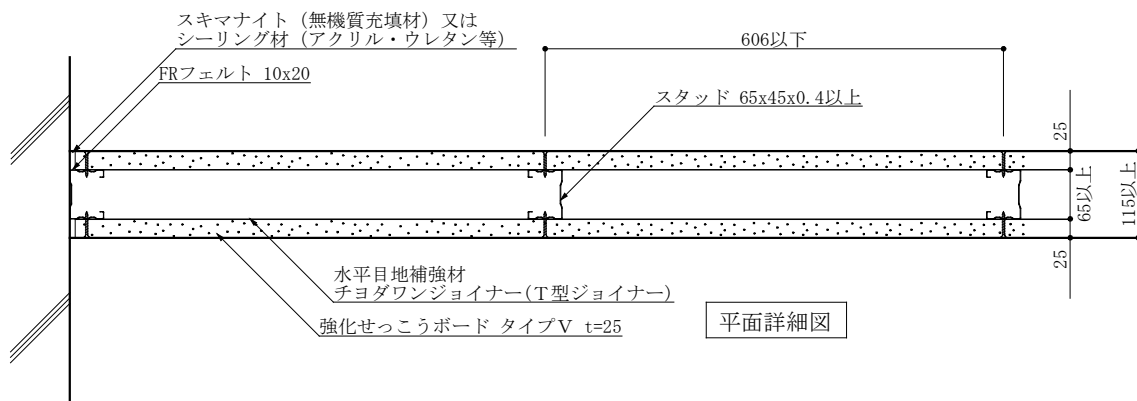 スキマナイト（無機質充填材）又は
シーリング材（アクリル・ウレタン等）
FRフェルト 10x20
606以下
スタッド 65x45x0.4以上
25
65以上
115以上
25
水平目地補強材
チヨダワンジョイナー(Ｔ型ジョイナー)
強化せっこうボード タイプＶ t=25
平面詳細図